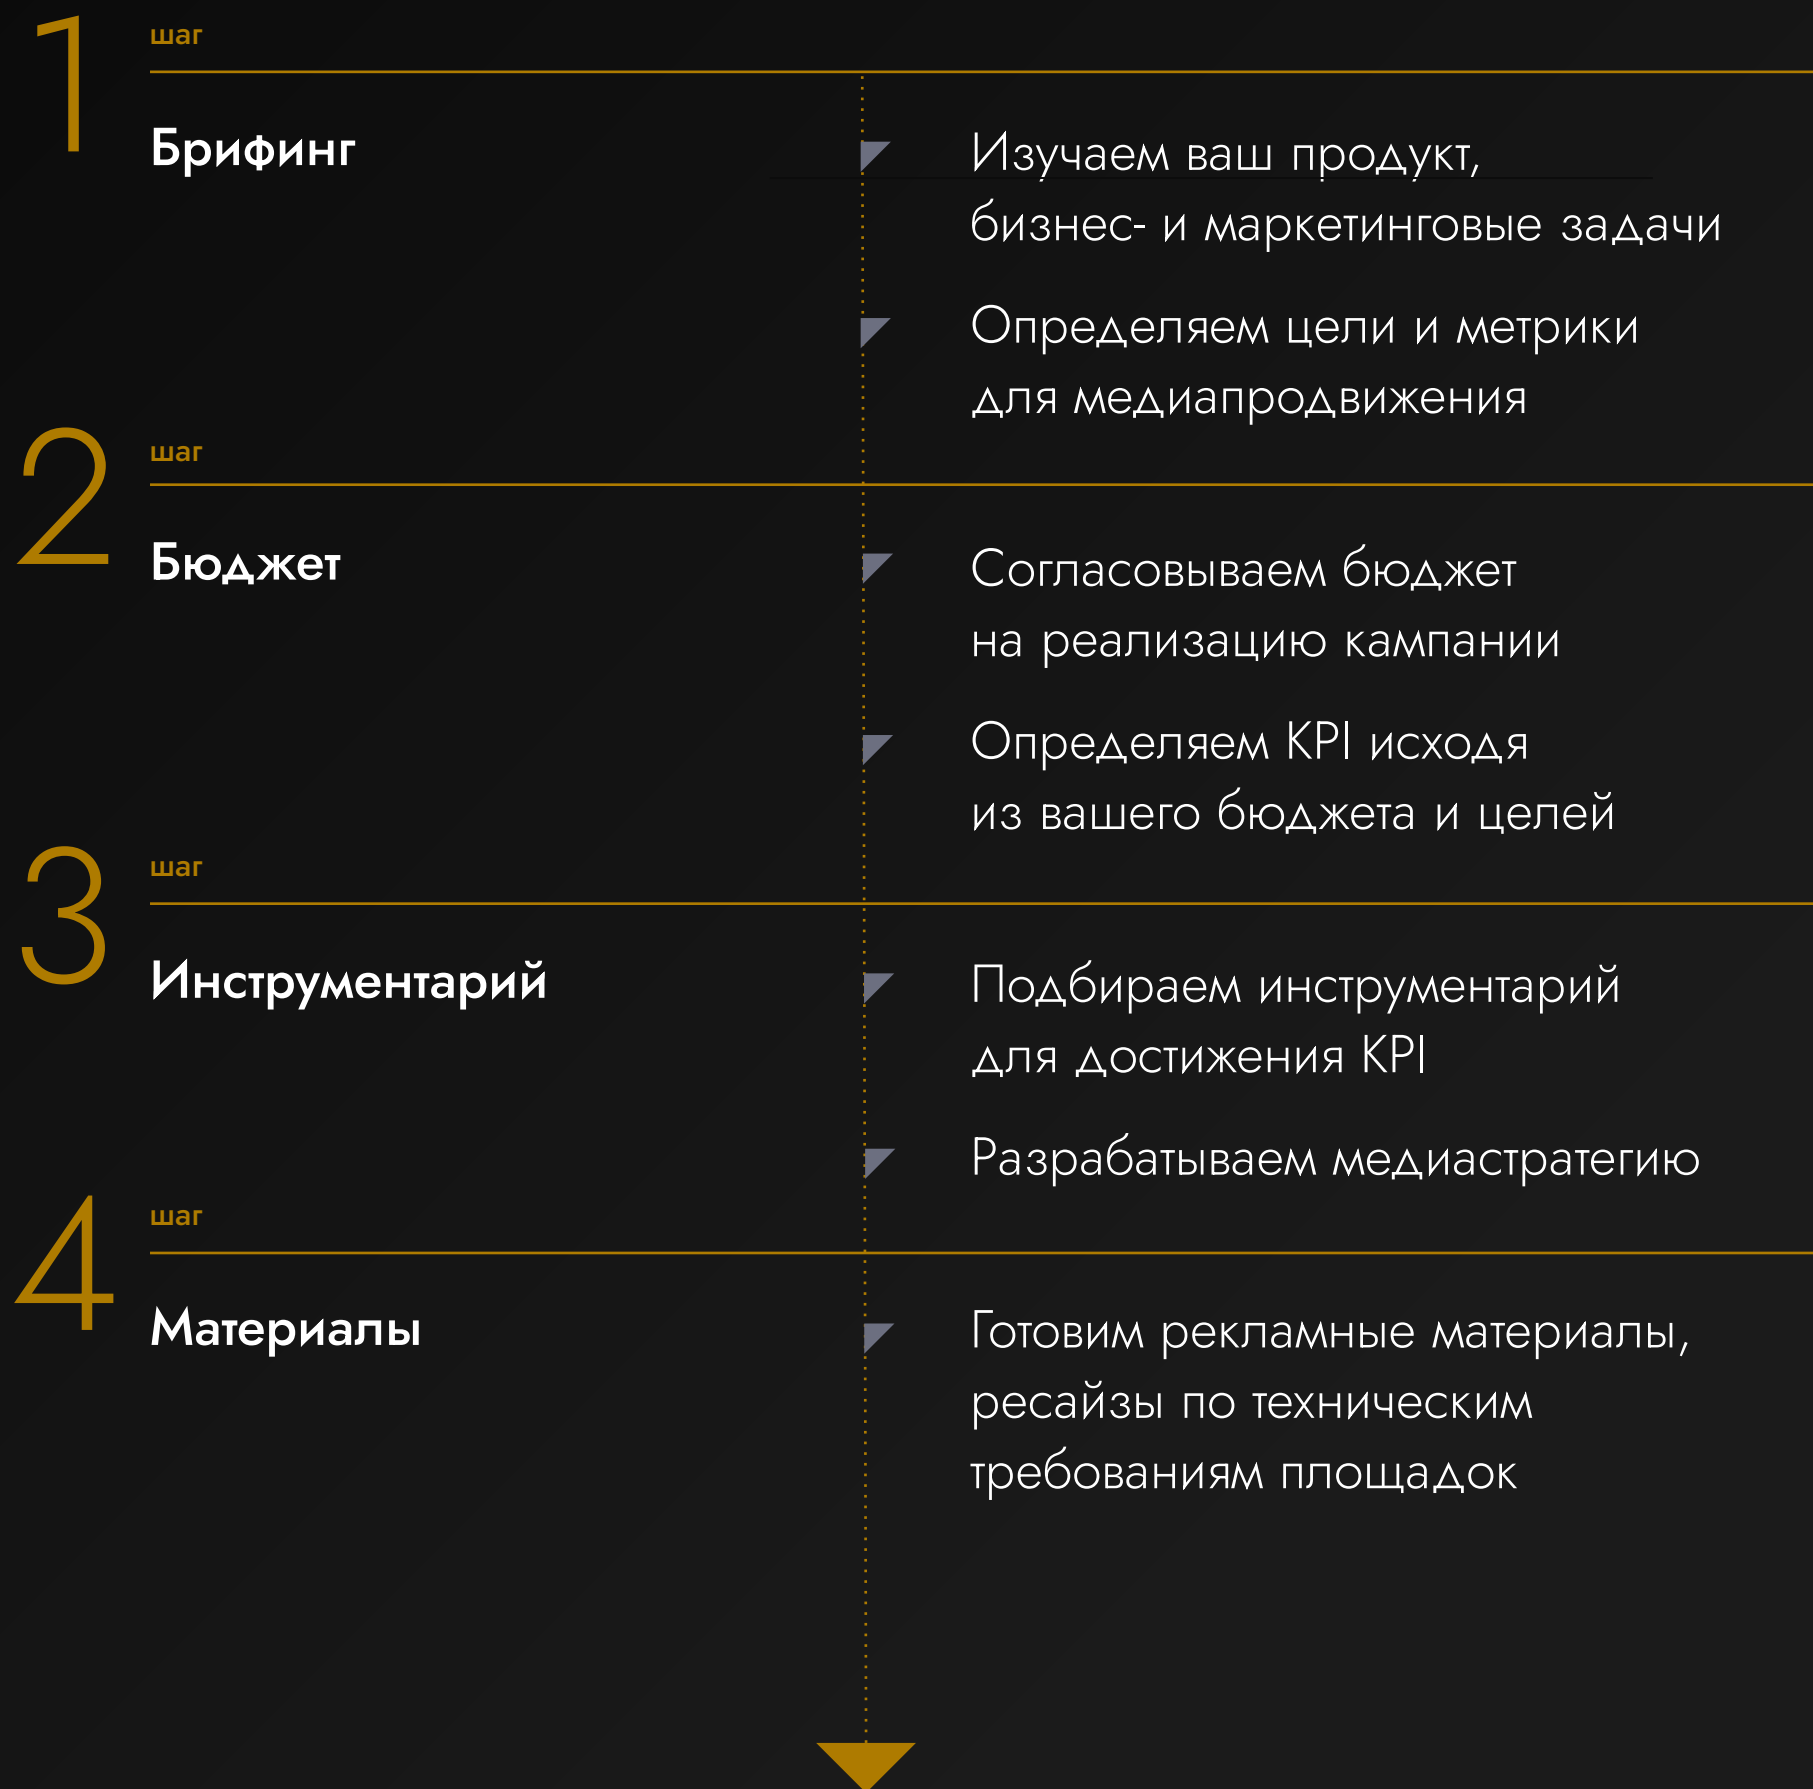 1 шаг
Брифинг
Изучаем ваш продукт,
бизнес- и маркетинговые задачи
Определяем цели и метрики
для медиапродвижения
2 шаг
Бюджет
Согласовываем бюджет
на реализацию кампании
Определяем KPI исходя
из вашего бюджета и целей
3 шаг
Инструментарий
Подбираем инструментарий
для достижения KPI
Разрабатываем медиастратегию
4 шаг
Материалы
Готовим рекламные материалы,
ресайзы по техническим
требованиям площадок